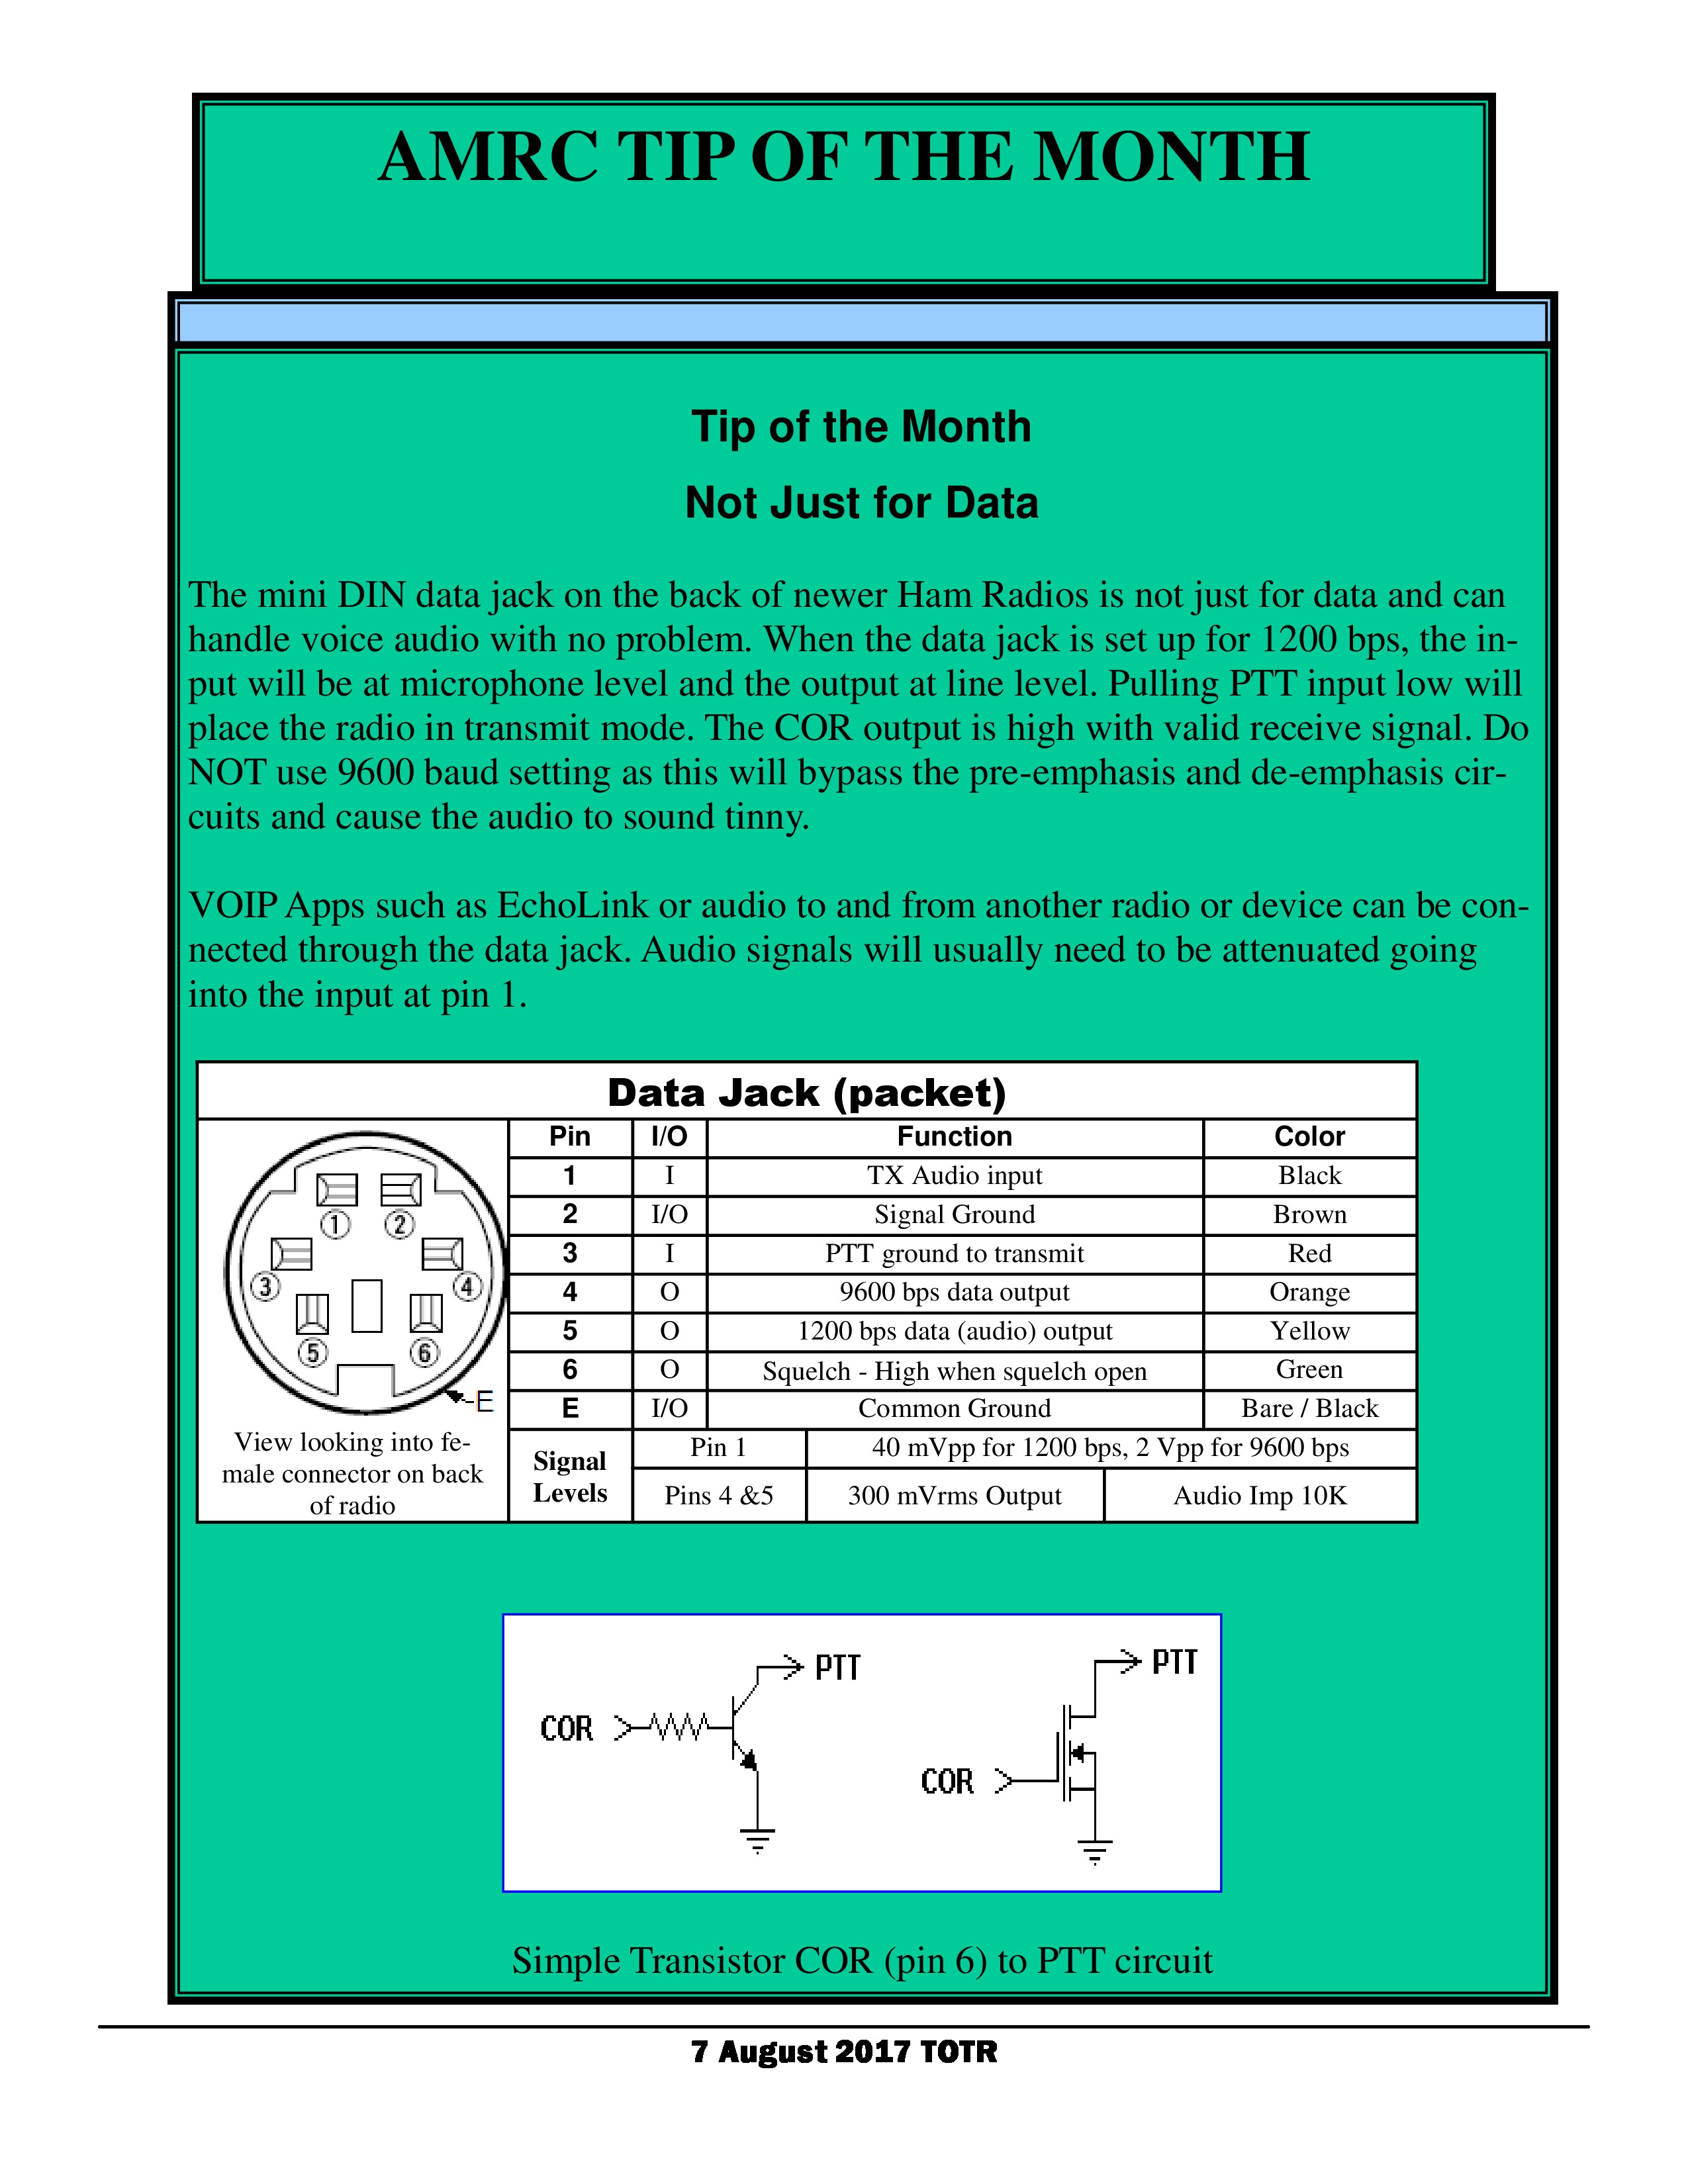 AMRC TIP OF THE MONTH
Tip of the Month
Not Just for Data
The mini DIN data jack on the back of newer Ham Radios is not just for data and can
handle voice audio with no problem. When the data jack is set up for 1200 bps, the in-
put will be at microphone level and the output at line level. Pulling PTT input low will
place the radio in transmit mode. The COR output is high with valid receive signal. Do
NOT use 9600 baud setting as this will bypass the pre-emphasis and de-emphasis cir-
cuits and cause the audio to sound tinny.
VOIP Apps such as EchoLink or audio to and from another radio or device can be con-
nected through the data jack. Audio signals will usually need to be attenuated going
into the input at pin 1.
Data Jack (packet)
1 2
3 4
5 6
-E
View looking into fe-
male connector on back
of radio
Pin I/O Function Color
1 I TX Audio input Black
2 I/O Signal Ground Brown
3 I PTT ground to transmit Red
4 O 9600 bps data output Orange
5 O 1200 bps data (audio) output Yellow
6 O Squelch - High when squelch open Green
E I/O Common Ground Bare / Black
Signal
Levels
Pin 1 40 mVpp for 1200 bps, 2 Vpp for 9600 bps
Pins 4 &5 300 mVrms Output Audio Imp 10K
PTT
COR
PTT
COR
Simple Transistor COR (pin 6) to PTT circuit
7 August 2017 TOTR